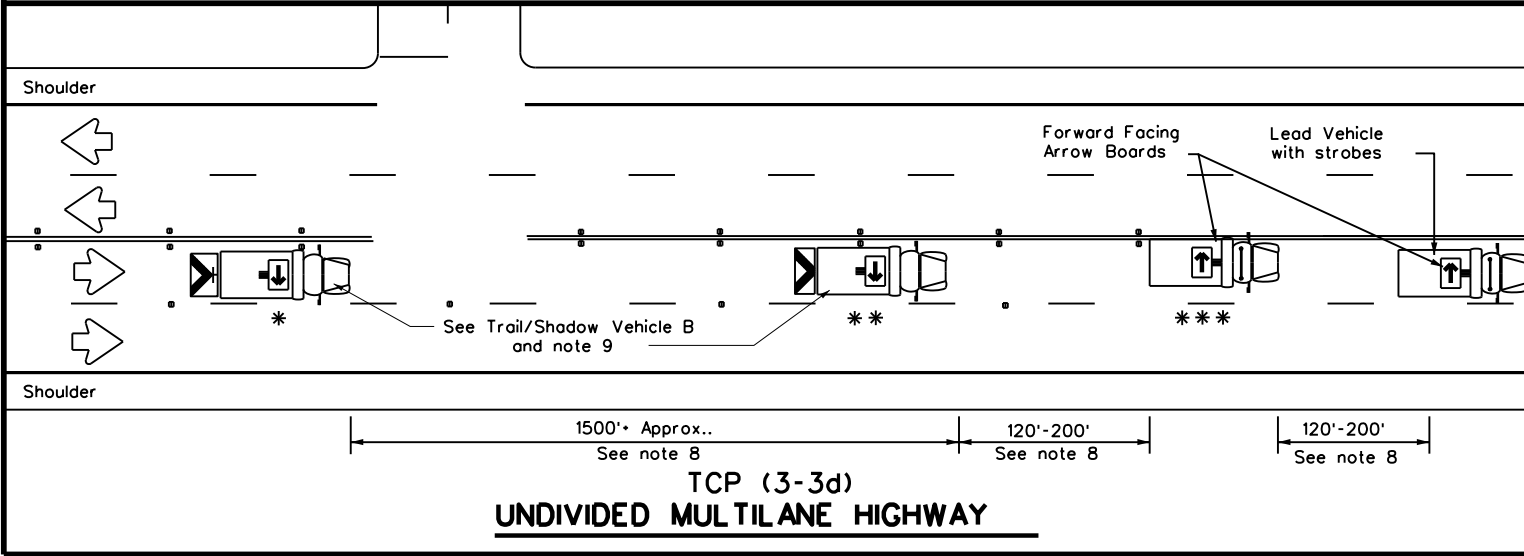 Shoulder
Forward Facing
Arrow Boards
Lead Vehicle
with strobes
*
* *
* * *
See Trail/Shadow Vehicle B
and note 9
Shoulder
1500'+ Approx..
See note 8
120'-200'
See note 8
120'-200'
See note 8
TCP (3-3d)
UNDIVIDED MULTILANE HIGHWAY